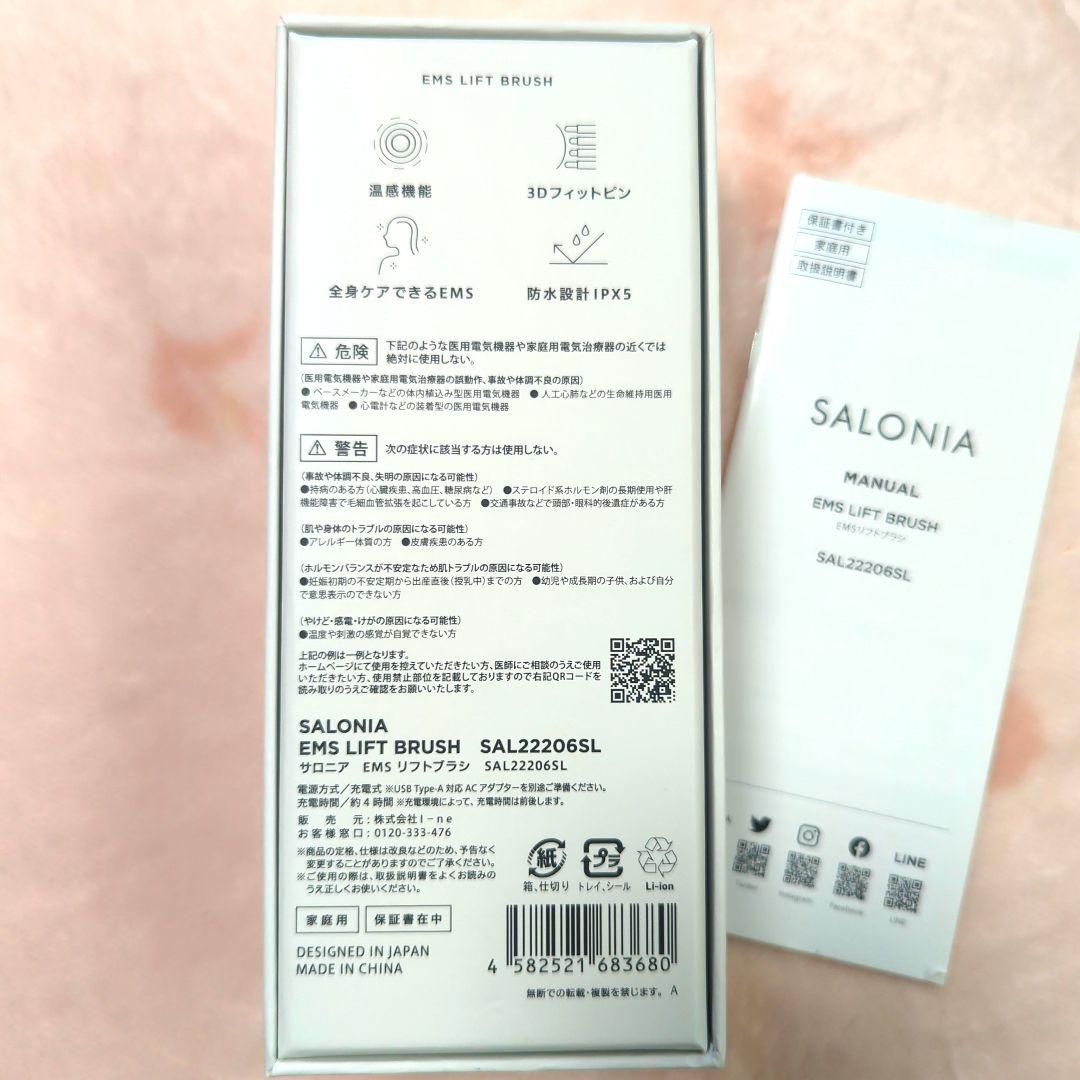 EMS LIFT BRUSH
温感機能
3Dフィットピン
全身ケアできるEMS
防水設計IPX5
危険
下記のような医用電気機器や家庭用電気治療器の近くでは
絶対に使用しない。
(医用電気機器や家庭用電気治療器の誤動作、事故や体調不良の原因)
●ペースメーカーなどの体内植込み型医用電気機器 ●人工心肺などの生命維持用医用
電気機器 ●心電計などの装着型の医用電気機器
警告
次の症状に該当する方は使用しない。
(事故や体調不良、失明の原因になる可能性)
●持病のある方(心臓疾患、高血圧、糖尿病など) ●ステロイド系ホルモン剤の長期使用や肝
機能障害で毛細血管拡張を起こしている方 ●交通事故などで頭部・眼科的後遺症がある方
(肌や身体のトラブルの原因になる可能性)
●アレルギー体質の方 ●皮膚疾患のある方
(ホルモンバランスが不安定なため肌トラブルの原因になる可能性)
●妊娠初期の不安定期から出産直後(授乳中)までの方 ●幼児や成長期の子供、および自分
で意思表示のできない方
(やけど・感電・けがの原因になる可能性)
●温度や刺激の感覚が自覚できない方
上記の例は一例となります。
ホームページにて使用を控えていただきたい方、医師にご相談のうえご使用
いただきたい方、使用禁止部位を記載しておりますので右記QRコードを
読み取りのうえご確認をお願いいたします。
SALONIA
EMS LIFT BRUSH SAL22206SL
サロニア EMS リフトブラシ SAL22206SL
電源方式/充電式 ※USB Type-A 対応 AC アダプターを別途ご準備ください。
充電時間/約4時間 ※充電環境によって、充電時間は前後します。
販売元:株式会社I-ne
お客様窓口:0120-333-476
※商品の定格、仕様は改良などのため、予告なく
変更することがありますのでご了承ください。
※ご使用の際は、取扱説明書をよくお読みの
うえ正しくお使いください。
紙
プラ
箱、仕切り
トレイ、シール
Li-ion
家庭用
保証書在中
DESIGNED IN JAPAN
MADE IN CHINA
4 582521 683680
無断での転載・複製を禁じます。 A
保証書付き
家庭用
取扱説明書
SALONIA
MANUAL
EMS LIFT BRUSH
EMSリフトブラシ
SAL22206SL
LINE
Twitter
Instagram
Facebook
LINE